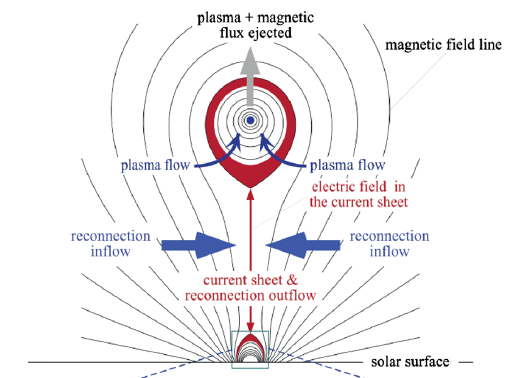 plasma + magnetic
flux ejected
magnetic field line
plasma flow
plasma flow
electric field in
the current sheet
reconnection
inflow
reconnection
inflow
current sheet &
reconnection outflow
solar surface